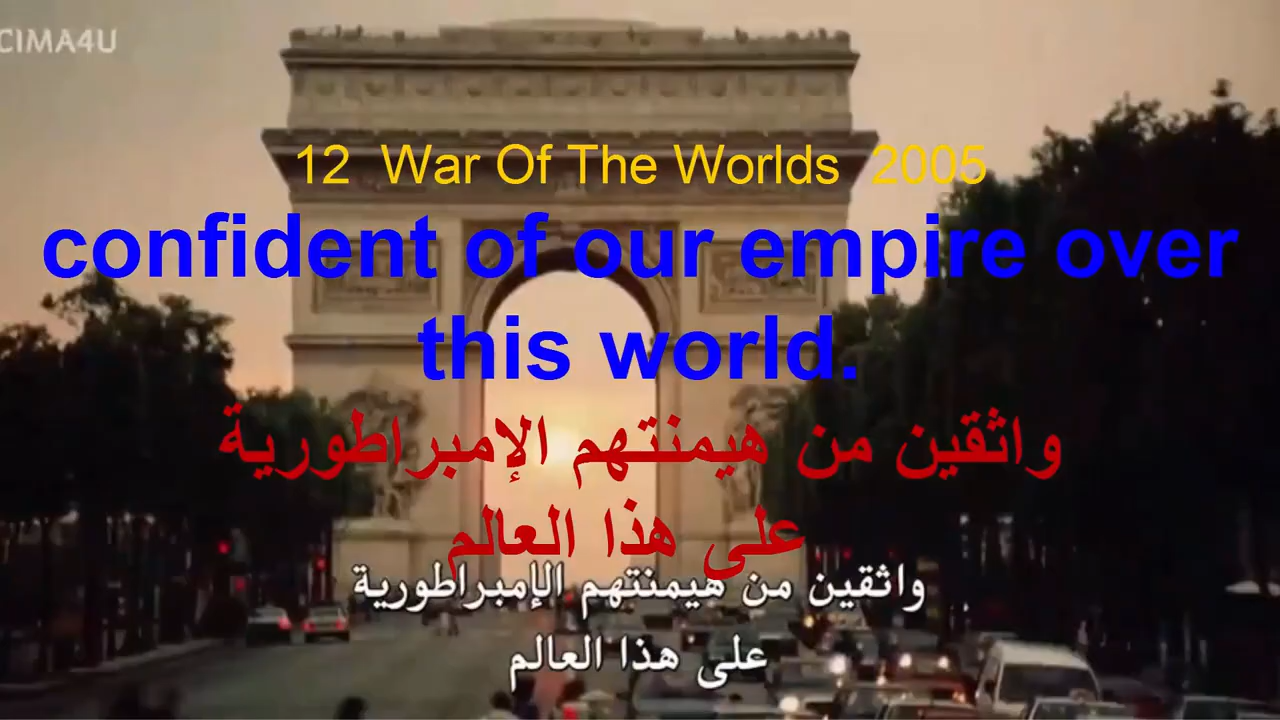 CIMA4U
12 War Of The Worlds 2005
confident of our empire over
this world.
واثقين من هيمنتهم الإمبراطورية
على هذا العالم
واثقين من هيمنتهم الإمبراطورية
على هذا العالم